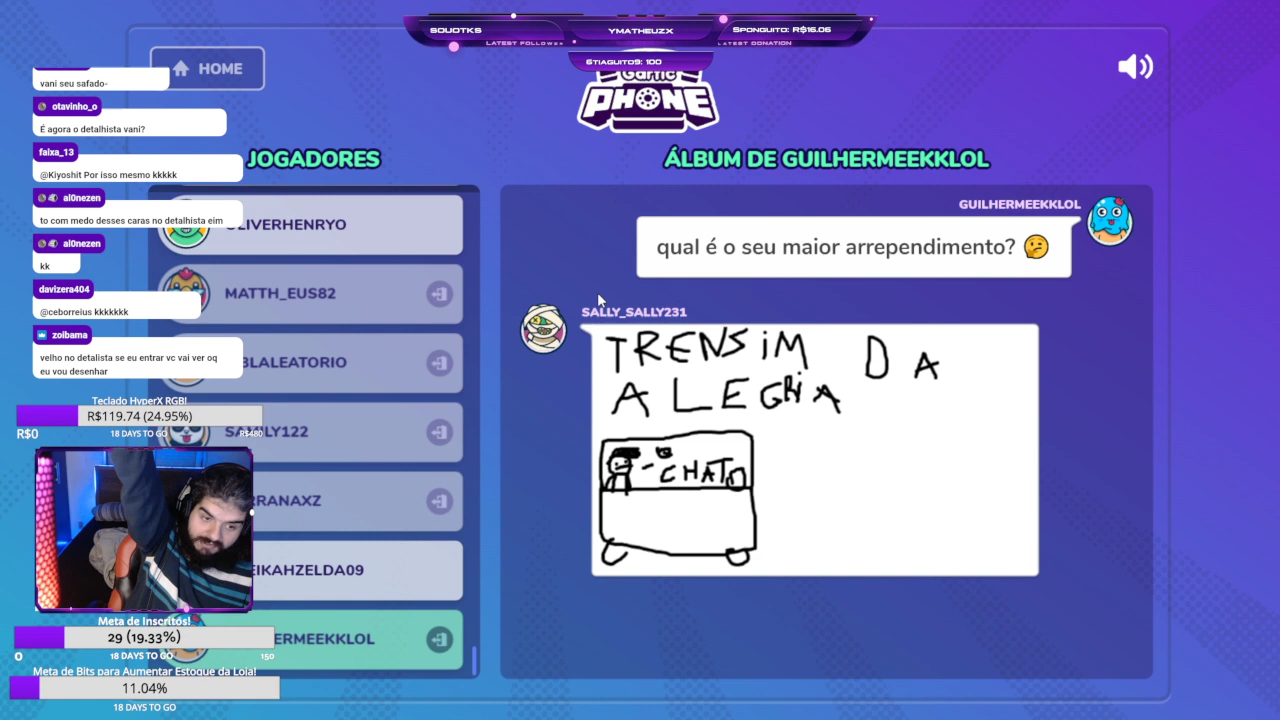 SOUOTKS
LATEST FOLLOWER
YMATHEUZX
SPONGUITO: R$16.06
LATEST DONATION
6TIAGUITO9: 100
HOME
Gartic
PHONE
vani seu safado-
otavinho_o
É agora o detalhista vani?
faixa_13
@Kiyoshit Por isso mesmo kkkkk
al0nezen
to com medo desses caras no detalhista eim
al0nezen
kk
davizera404
@ceborreius kkkkkkk
zoibama
velho no detalista se eu entrar vc vai ver oq
eu vou desenhar
Teclado HyperX RGB!
R$119.74 (24.95%)
R$0
18 DAYS TO GO
R$480
Meta de Inscritos!
29 (19.33%)
0
18 DAYS TO GO
150
Meta de Bits para Aumentar Estoque da Loja!
11.04%
18 DAYS TO GO
JOGADORES
OLIVERHENRYO
MATTH_EUS82
BLALEATORIO
RRANAXZ
EIKAHZELDA09
ERMEEKKLOL
ÁLBUM DE GUILHERMEEKKLOL
GUILHERMEEKKLOL
qual é o seu maior arrependimento? 🤔
SALLY_SALLY231
TRENSiM DA
ALEGRiA
CHATO